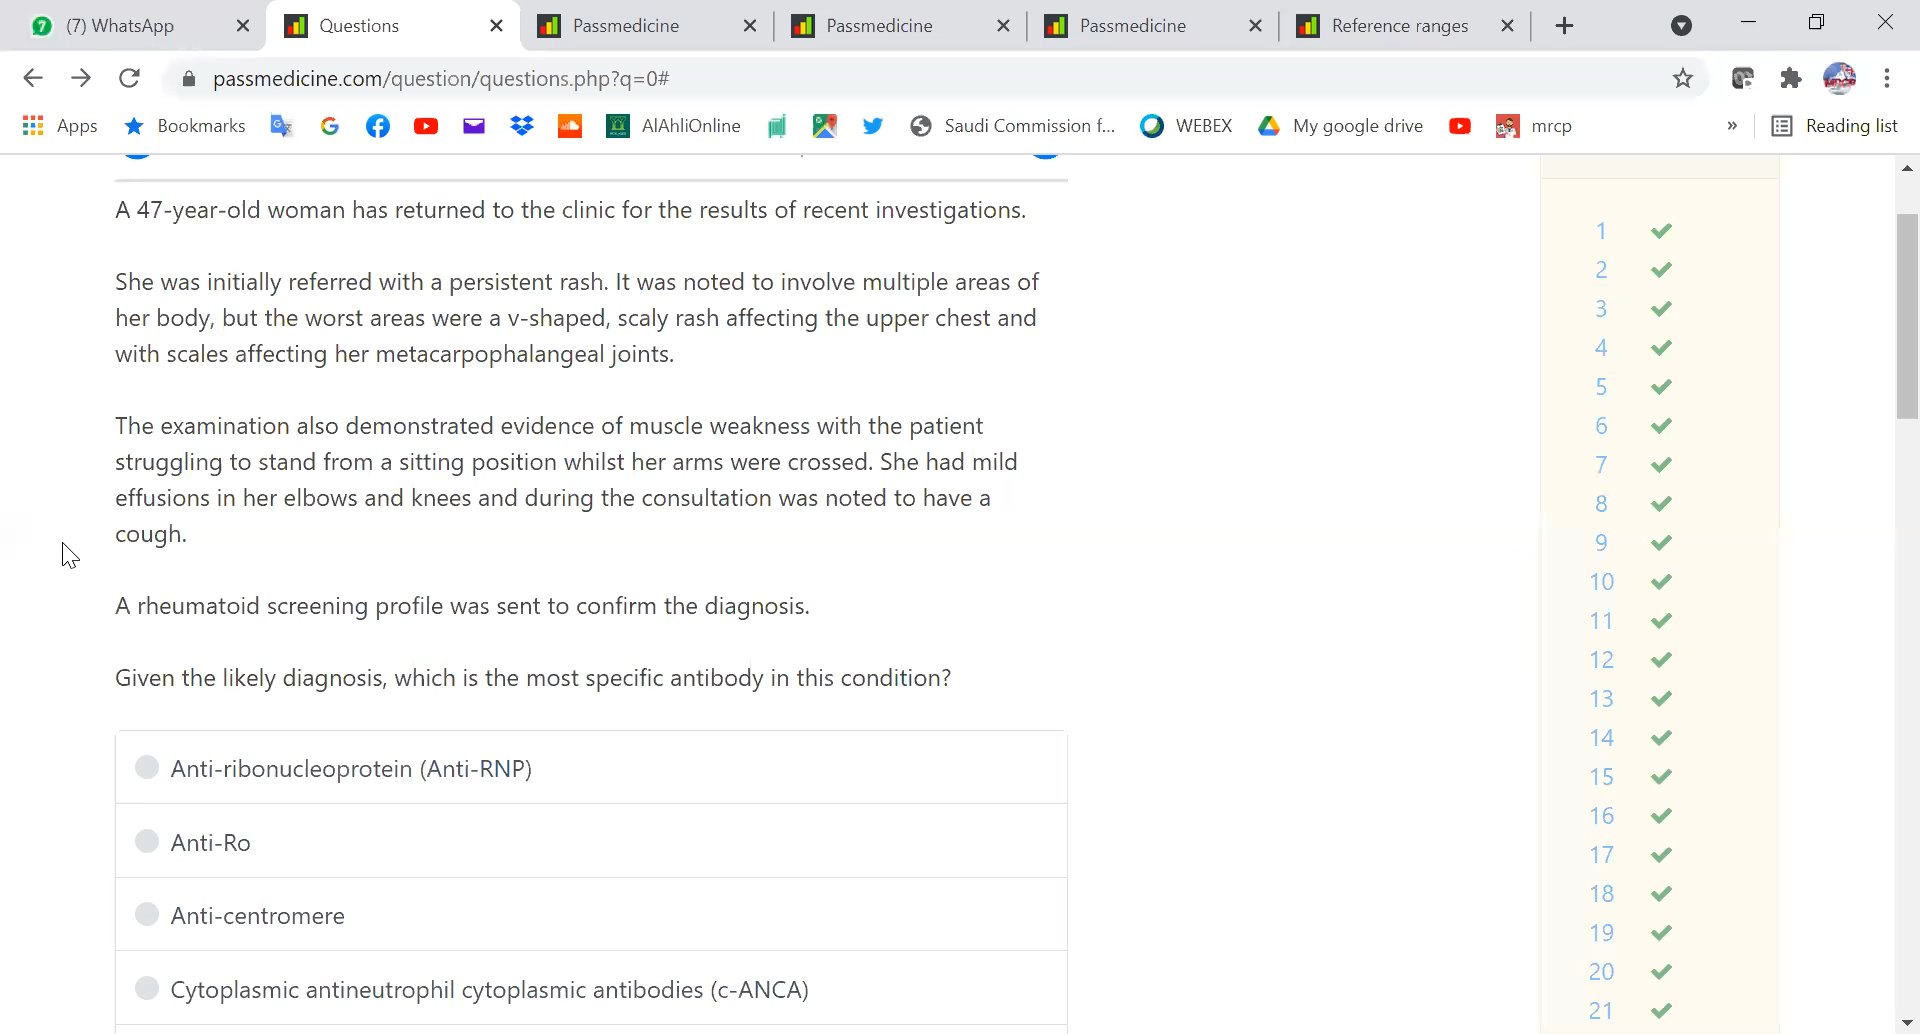 (7) WhatsApp
Questions
Passmedicine
Passmedicine
Passmedicine
Reference ranges
passmedicine.com/question/questions.php?q=0#
Apps
Bookmarks
AlAhliOnline
Saudi Commission f...
WEBEX
My google drive
mrcp
»
Reading list
A 47-year-old woman has returned to the clinic for the results of recent investigations.
She was initially referred with a persistent rash. It was noted to involve multiple areas of
her body, but the worst areas were a v-shaped, scaly rash affecting the upper chest and
with scales affecting her metacarpophalangeal joints.
The examination also demonstrated evidence of muscle weakness with the patient
struggling to stand from a sitting position whilst her arms were crossed. She had mild
effusions in her elbows and knees and during the consultation was noted to have a
cough.
A rheumatoid screening profile was sent to confirm the diagnosis.
Given the likely diagnosis, which is the most specific antibody in this condition?
Anti-ribonucleoprotein (Anti-RNP)
Anti-Ro
Anti-centromere
Cytoplasmic antineutrophil cytoplasmic antibodies (c-ANCA)
1
2
3
4
5
6
7
8
9
10
11
12
13
14
15
16
17
18
19
20
21